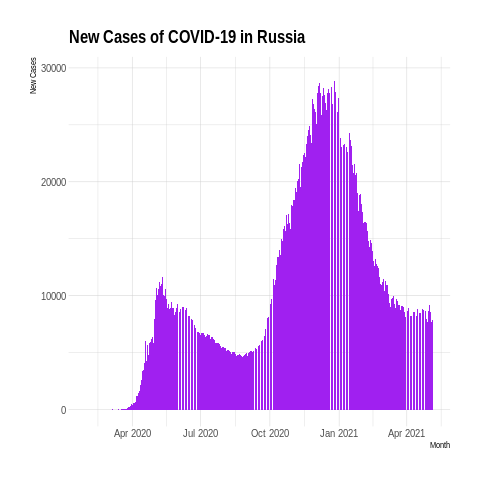 New Cases of COVID-19 in Russia
New Cases
30000
20000
10000
0
Apr 2020 Jul 2020 Oct 2020 Jan 2021 Apr 2021
Month